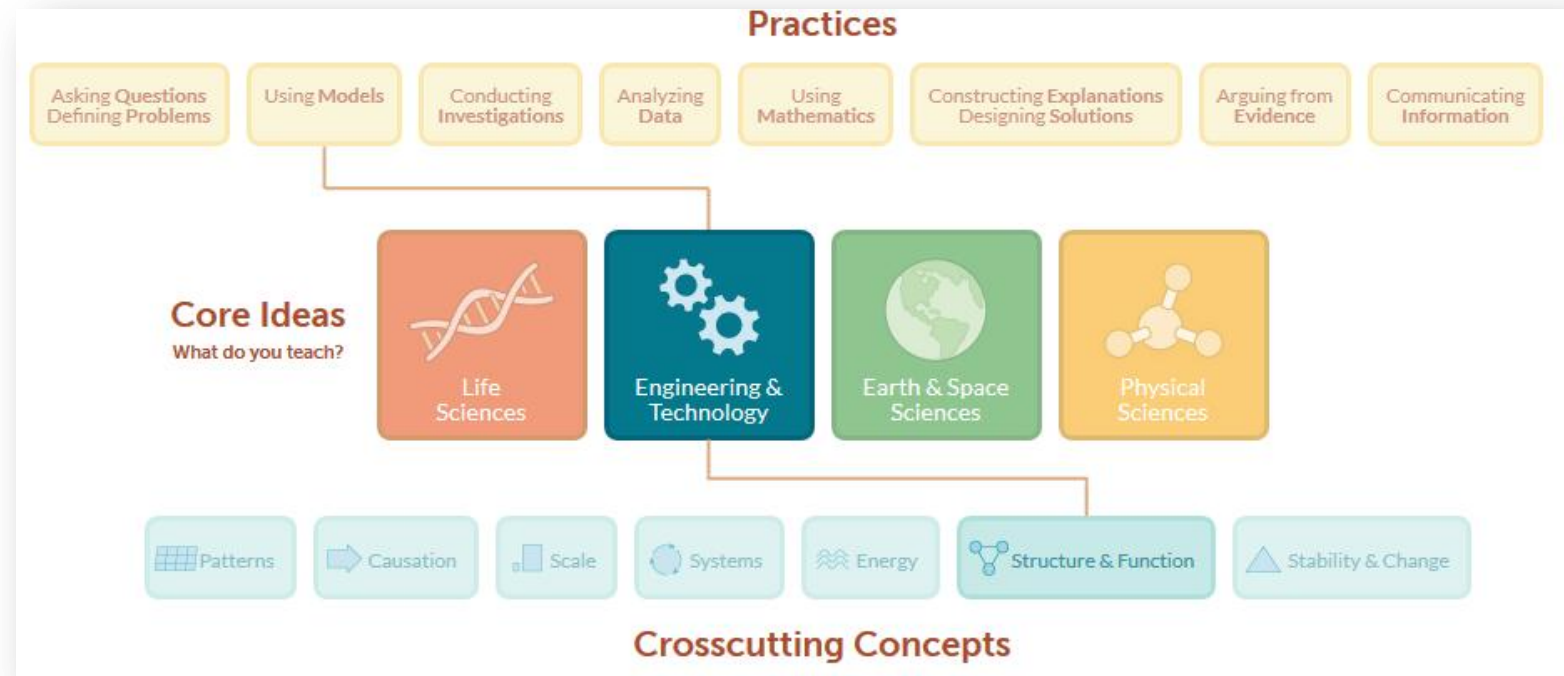 Practices
Asking Questions
Defining Problems
Using Models
Conducting
Investigations
Analyzing
Data
Using
Mathematics
Constructing Explanations
Designing Solutions
Arguing from
Evidence
Communicating
Information
Core Ideas
What do you teach?
Life
Sciences
Engineering &
Technology
Earth & Space
Sciences
Physical
Sciences
Patterns
Causation
Scale
Systems
Energy
Structure & Function
Stability & Change
Crosscutting Concepts